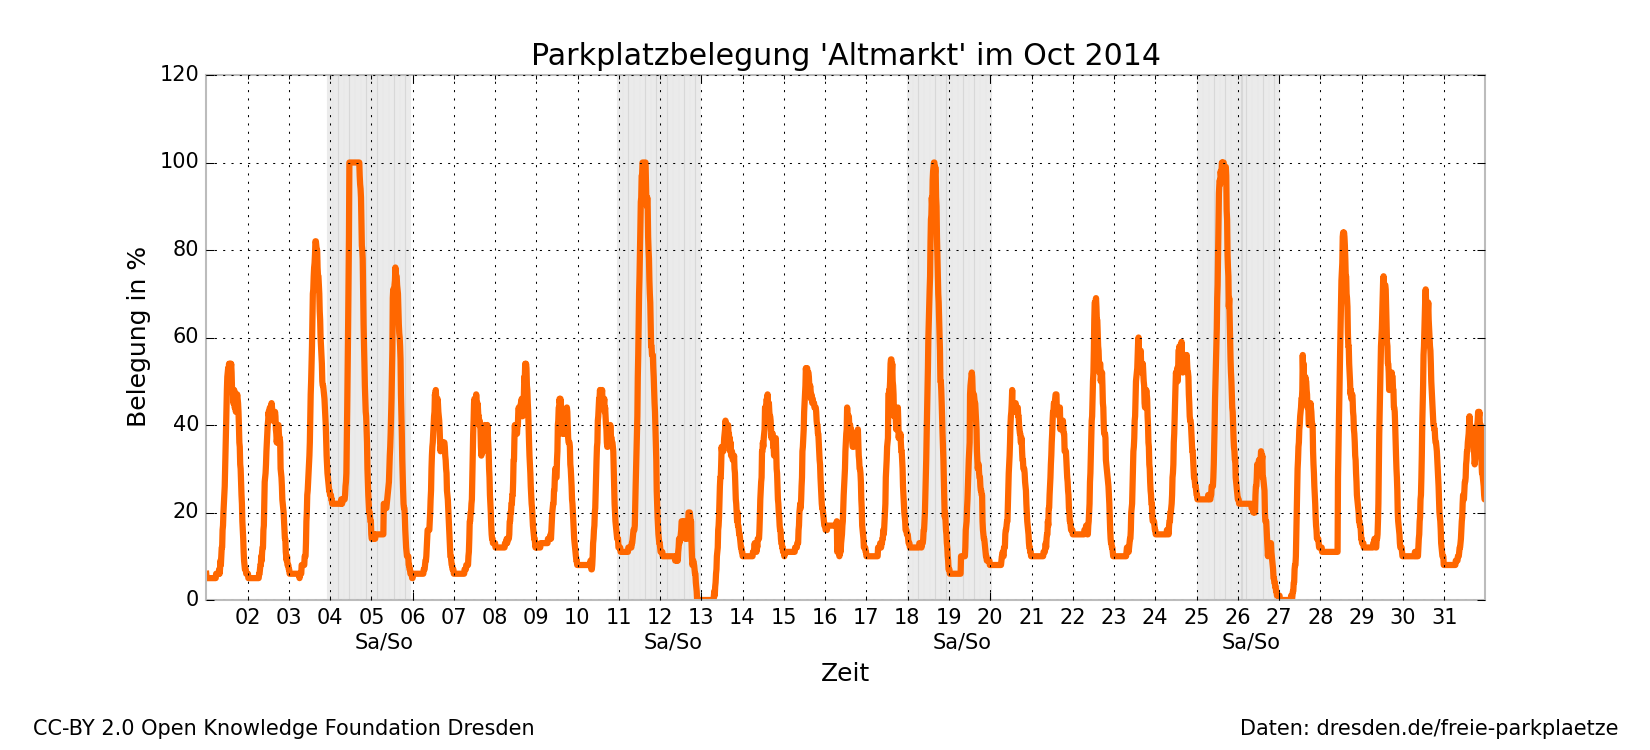 Parkplatzbelegung 'Altmarkt' im Oct 2014
120
100
80
60
40
20
0
Belegung in %
02 03 04 05 06 07 08 09 10 11 12 13 14 15 16 17 18 19 20 21 22 23 24 25 26 27 28 29 30 31
Sa/So Sa/So Sa/So Sa/So
Zeit
CC-BY 2.0 Open Knowledge Foundation Dresden
Daten: dresden.de/freie-parkplaetze